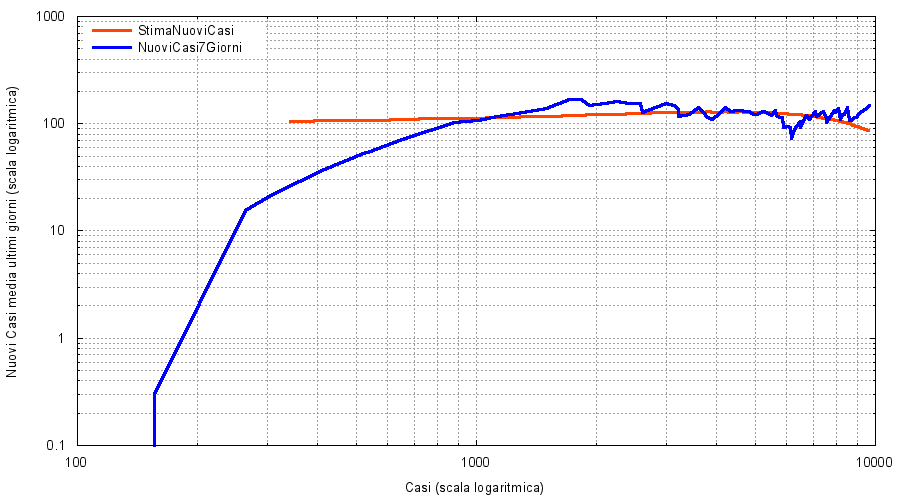 1000
StimaNuoviCasi
NuoviCasi7Giorni
100
10
1
0.1
Nuovi Casi media ultimi giorni (scala logaritmica)
100
1000
10000
Casi (scala logaritmica)